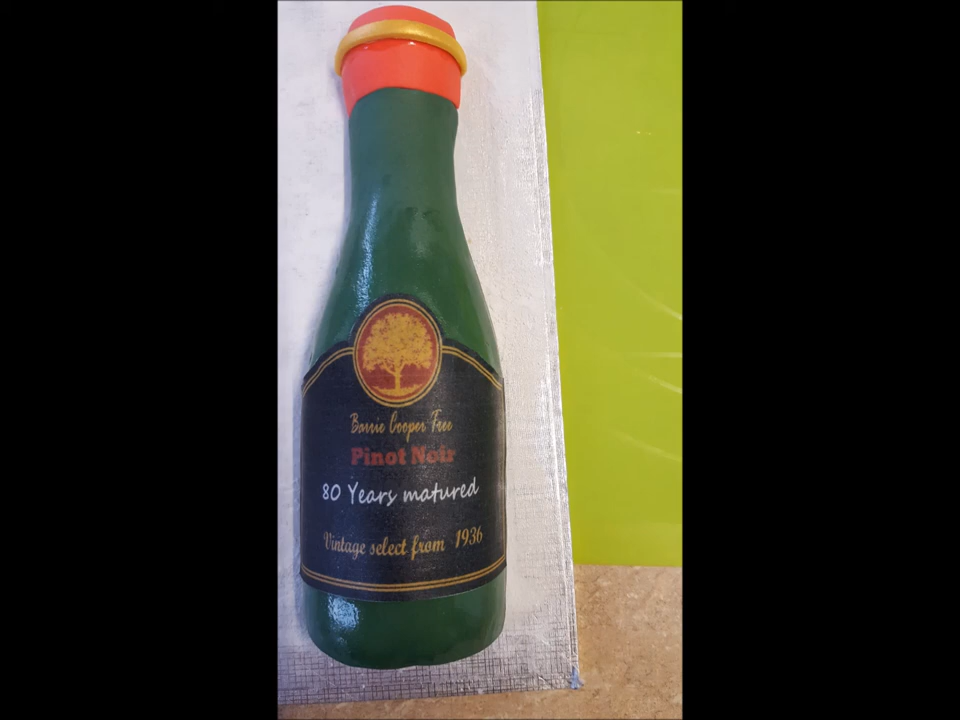 Barrie Cooper Free
Pinot Noir
80 Years matured
Vintage select from 1936